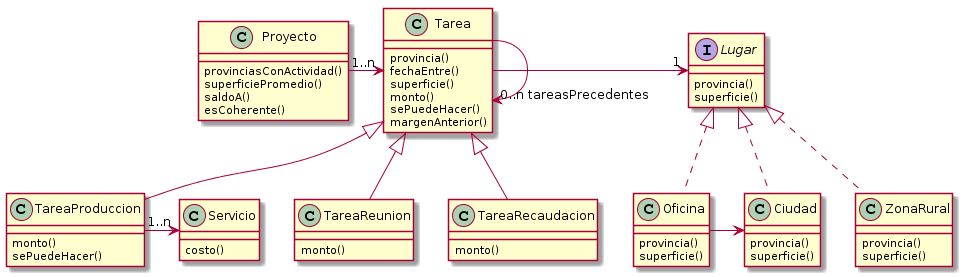 C Proyecto
provinciasConActividad()
superficiePromedio()
saldoA()
esCoherente()
1..n
C Tarea
provincia()
fechaEntre()
superficie()
monto()
sePuedeHacer()
margenAnterior()
0..n tareasPrecedentes
1
I Lugar
provincia()
superficie()
C TareaProduccion
monto()
sePuedeHacer()
1..n
C Servicio
costo()
C TareaReunion
monto()
C TareaRecaudacion
monto()
C Oficina
provincia()
superficie()
C Ciudad
provincia()
superficie()
C ZonaRural
provincia()
superficie()